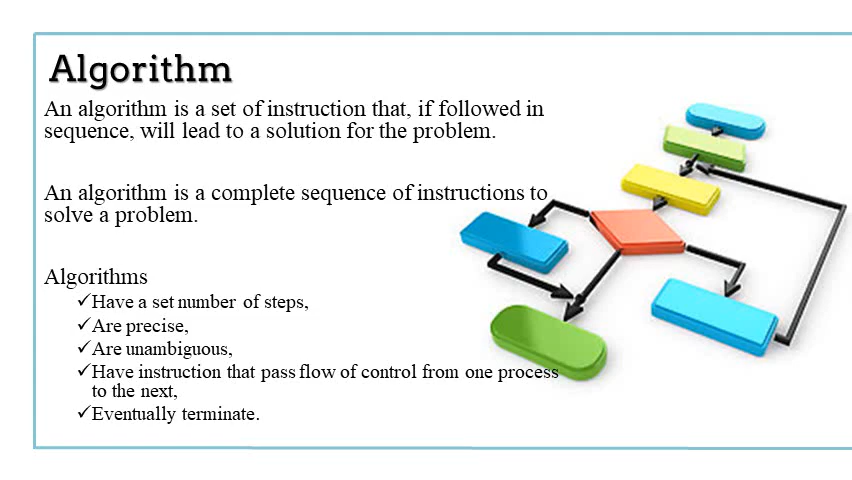 Algorithm
An algorithm is a set of instruction that, if followed in
sequence, will lead to a solution for the problem.
An algorithm is a complete sequence of instructions to
solve a problem.
Algorithms
✓Have a set number of steps,
✓Are precise,
✓Are unambiguous,
✓Have instruction that pass flow of control from one process
to the next,
✓Eventually terminate.